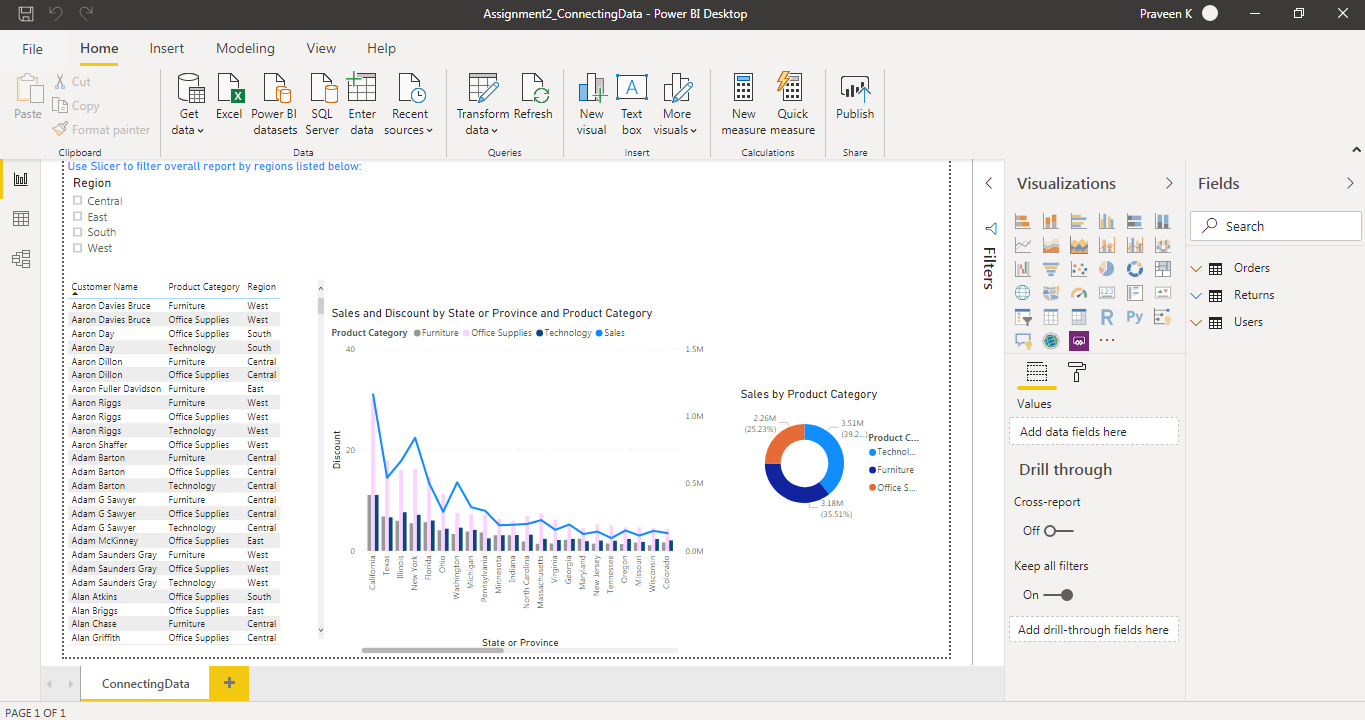 Assignment2_ConnectingData - Power BI Desktop
Praveen K
File Home Insert Modeling View Help
Paste
Cut
Copy
Format painter
Clipboard
Get data
Excel
Power BI datasets
SQL Server
Enter data
Recent sources
Data
Transform data
Refresh
Queries
New visual
Text box
More visuals
Insert
New measure
Quick measure
Calculations
Publish
Share
Use Slicer to filter overall report by regions listed below:
Region
Central
East
South
West
Customer Name Product Category Region
Aaron Davies Bruce Furniture West
Aaron Davies Bruce Office Supplies West
Aaron Day Office Supplies South
Aaron Day Technology South
Aaron Dillon Furniture Central
Aaron Dillon Office Supplies Central
Aaron Fuller Davidson Furniture East
Aaron Riggs Furniture West
Aaron Riggs Office Supplies West
Aaron Riggs Technology West
Aaron Shaffer Office Supplies West
Adam Barton Furniture Central
Adam Barton Office Supplies Central
Adam Barton Technology Central
Adam G Sawyer Furniture Central
Adam G Sawyer Office Supplies Central
Adam G Sawyer Technology Central
Adam McKinney Office Supplies East
Adam Saunders Gray Furniture West
Adam Saunders Gray Office Supplies West
Adam Saunders Gray Technology West
Alan Atkins Office Supplies South
Alan Briggs Office Supplies East
Alan Chase Furniture Central
Alan Griffith Office Supplies Central
Sales and Discount by State or Province and Product Category
Product Category Furniture Office Supplies Technology Sales
40
20
0
Discount
1.5M
1.0M
0.5M
0.0M
California
Texas
Illinois
New York
Florida
Ohio
Washington
Michigan
Pennsylvania
Minnesota
Indiana
North Carolina
Massachusetts
Virginia
Georgia
Maryland
New Jersey
Tennessee
Oregon
Missouri
Wisconsin
Colorado
State or Province
Sales by Product Category
2.26M
(25.23%)
3.51M
(39.2...)
3.18M
(35.51%)
Product C...
Technol...
Furniture
Office S...
Filters
Visualizations
123
R
Py
...
Values
Add data fields here
Drill through
Cross-report
Off
Keep all filters
On
Add drill-through fields here
Fields
Search
Orders
Returns
Users
ConnectingData
+
PAGE 1 OF 1